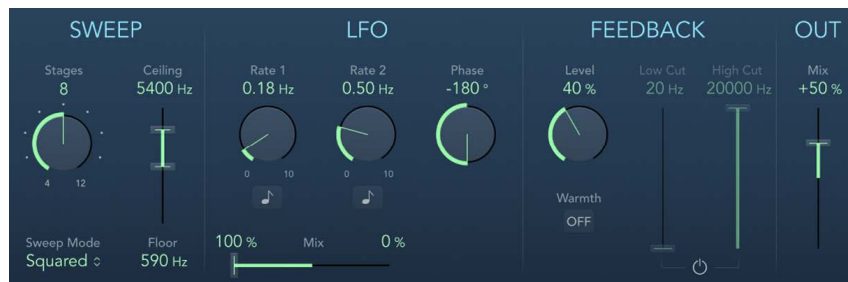 SWEEP
LFO
FEEDBACK
OUT
Stages
8
4
12
Ceiling
5400 Hz
Sweep Mode
Squared
Floor
590 Hz
Rate 1
0.18 Hz
0
10
Rate 2
0.50 Hz
0
10
Phase
-180 °
100 %
Mix
0 %
Level
40 %
Warmth
OFF
Low Cut
20 Hz
High Cut
20000 Hz
Mix
+50 %